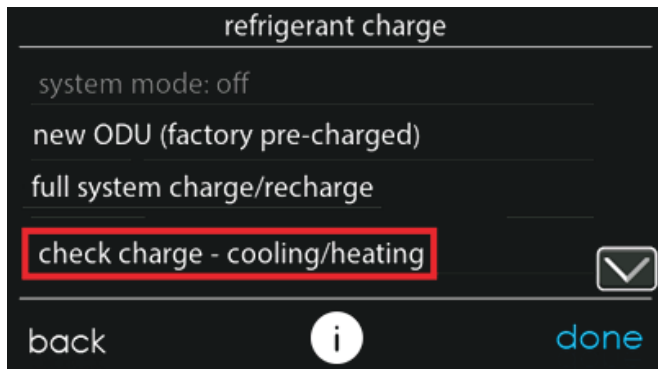 refrigerant charge
system mode: off
new ODU (factory pre-charged)
full system charge/recharge
check charge - cooling/heating
back
i
done